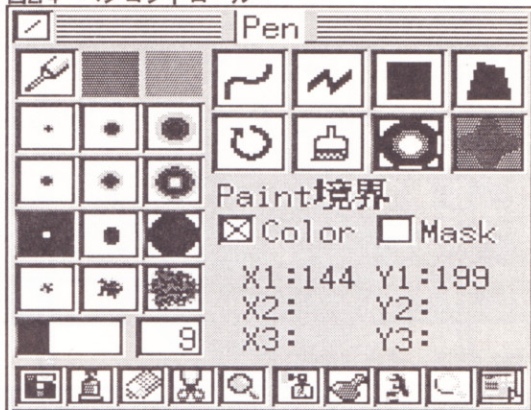 Pen
Paint境界
Color Mask
X1:144 Y1:199
X2: Y2:
9 X3: Y3: